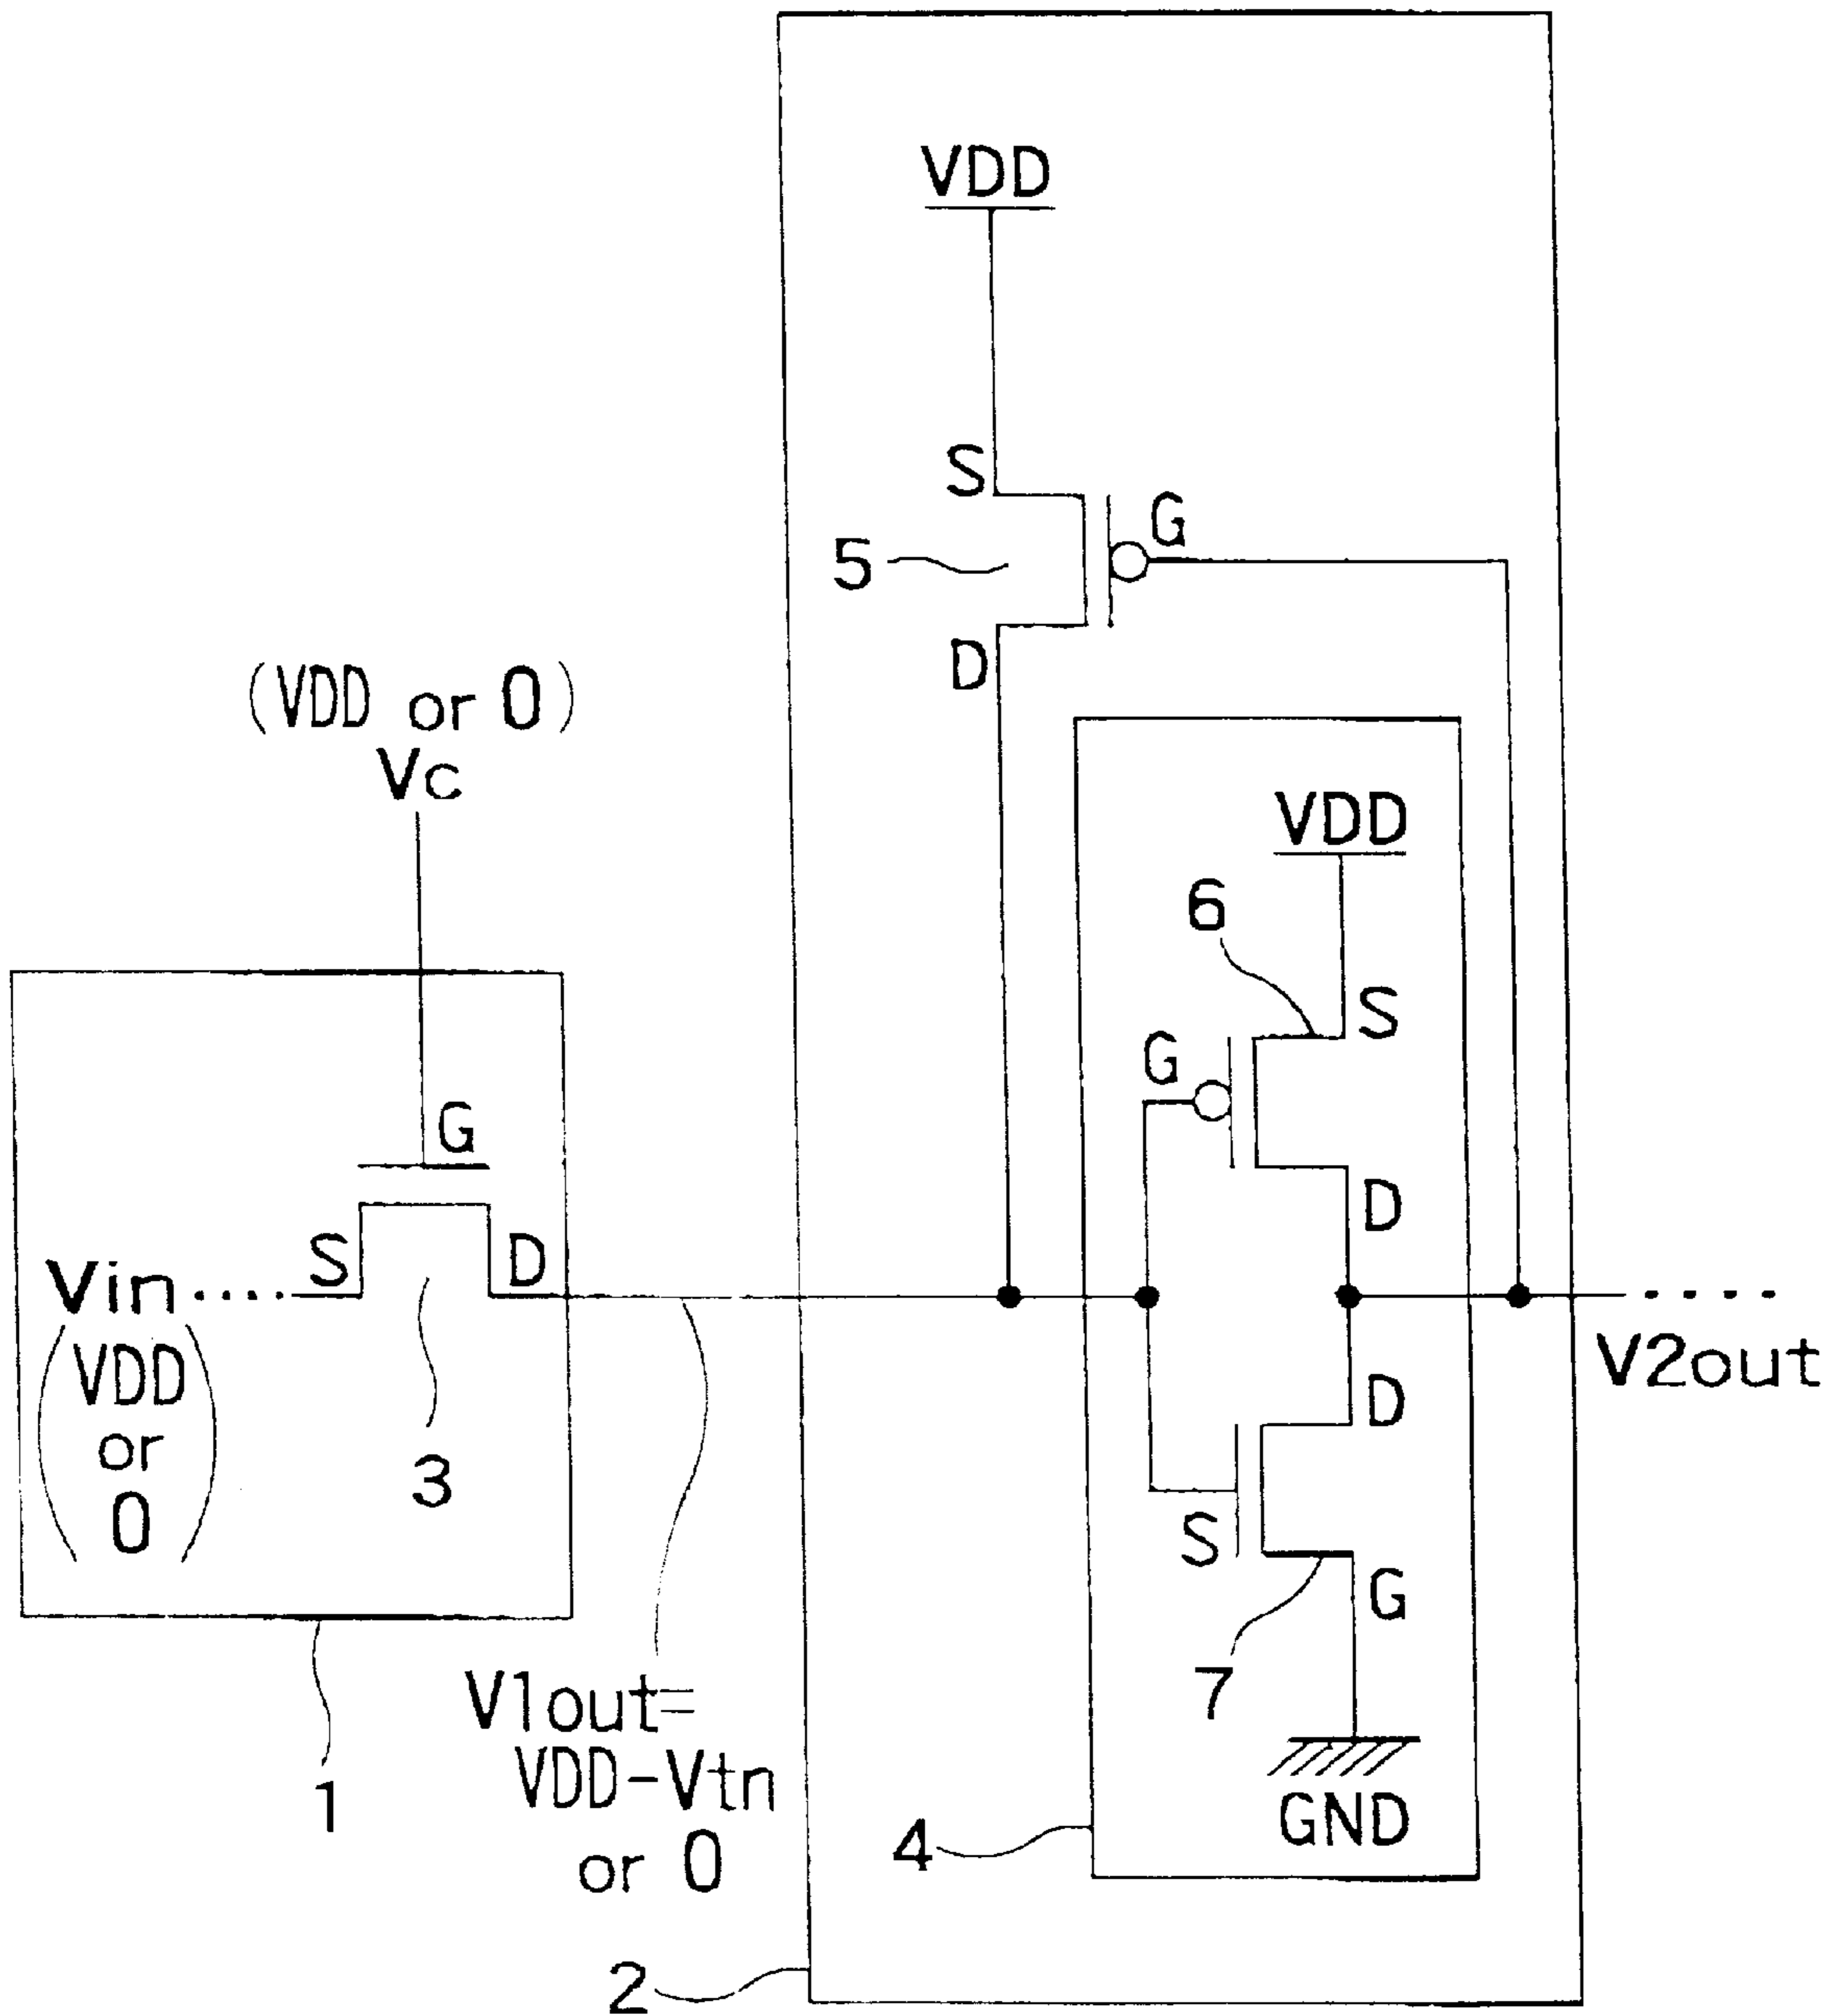 VDD
S
G
5
D
(VDD or 0)
Vc
VDD
6
S
G
G
D
S
D
Vin
(VDD
or
0)
3
V2out
D
S
G
7
V1out=
VDD-Vtn
or 0
1
GND
4
2